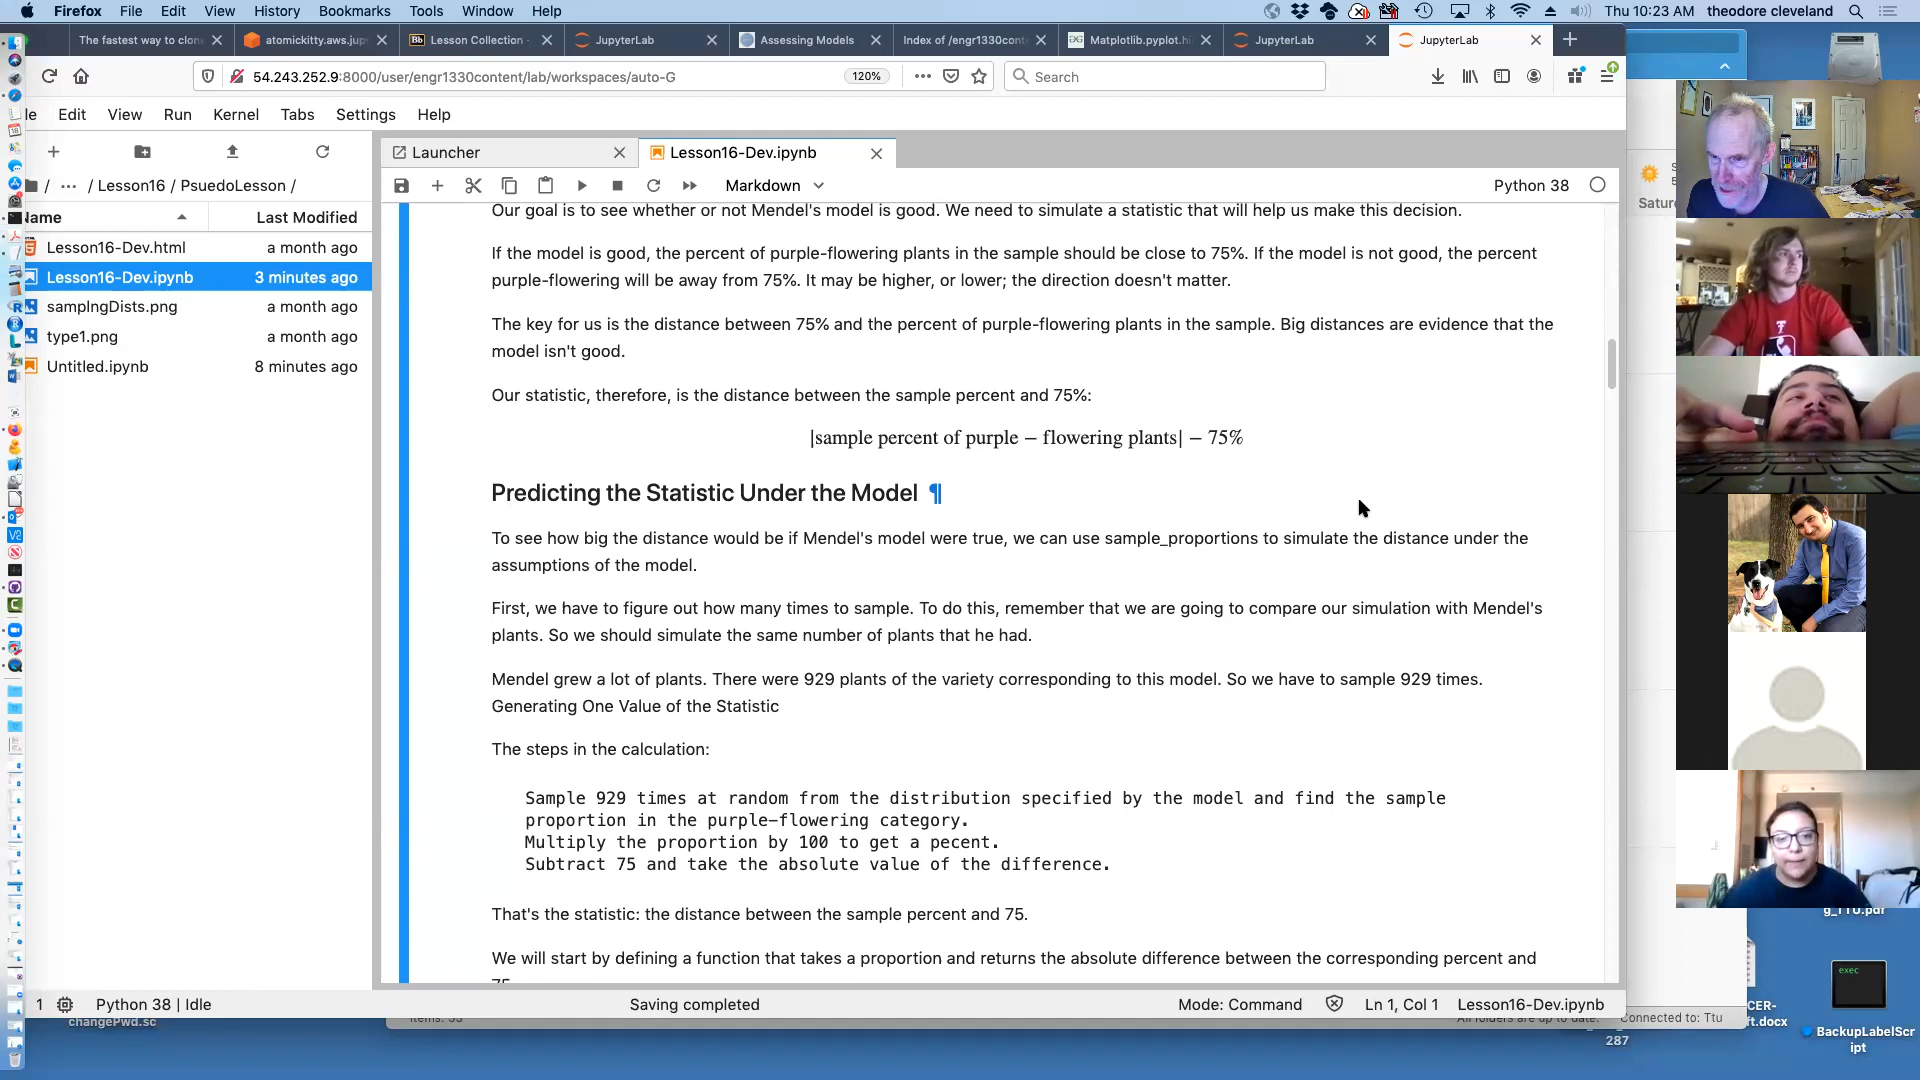 Firefox File Edit View History Bookmarks Tools Window Help
Thu 10:23 AM theodore cleveland
The fastest way to clon
atomickitty.aws.jup
Bb Lesson Collection -
JupyterLab
Assessing Models
Index of /engr1330cont
Matplotlib.pyplot.hi
JupyterLab
JupyterLab
54.243.252.9:8000/user/engr1330content/lab/workspaces/auto-G
120%
Search
le Edit View Run Kernel Tabs Settings Help
Launcher
Lesson16-Dev.ipynb
/ ... / Lesson16 / PsuedoLesson /
Markdown
Python 38
Name Last Modified
Lesson16-Dev.html a month ago
Lesson16-Dev.ipynb 3 minutes ago
samplngDists.png a month ago
type1.png a month ago
Untitled.ipynb 8 minutes ago
Our goal is to see whether or not Mendel's model is good. We need to simulate a statistic that will help us make this decision.
If the model is good, the percent of purple-flowering plants in the sample should be close to 75%. If the model is not good, the percent
purple-flowering will be away from 75%. It may be higher, or lower; the direction doesn't matter.
The key for us is the distance between 75% and the percent of purple-flowering plants in the sample. Big distances are evidence that the
model isn't good.
Our statistic, therefore, is the distance between the sample percent and 75%:
|sample percent of purple − flowering plants| − 75%
Predicting the Statistic Under the Model ¶
To see how big the distance would be if Mendel's model were true, we can use sample_proportions to simulate the distance under the
assumptions of the model.
First, we have to figure out how many times to sample. To do this, remember that we are going to compare our simulation with Mendel's
plants. So we should simulate the same number of plants that he had.
Mendel grew a lot of plants. There were 929 plants of the variety corresponding to this model. So we have to sample 929 times.
Generating One Value of the Statistic
The steps in the calculation:
Sample 929 times at random from the distribution specified by the model and find the sample
proportion in the purple-flowering category.
Multiply the proportion by 100 to get a pecent.
Subtract 75 and take the absolute value of the difference.
That's the statistic: the distance between the sample percent and 75.
We will start by defining a function that takes a proportion and returns the absolute difference between the corresponding percent and
75.
1 Python 38 | Idle
Saving completed
Mode: Command
Ln 1, Col 1 Lesson16-Dev.ipynb
changePwd.sc
Connected to: Ttu
287
Satur
g_TTU.pdf
exec
CER-
ft.docx
BackupLabelScr
ipt